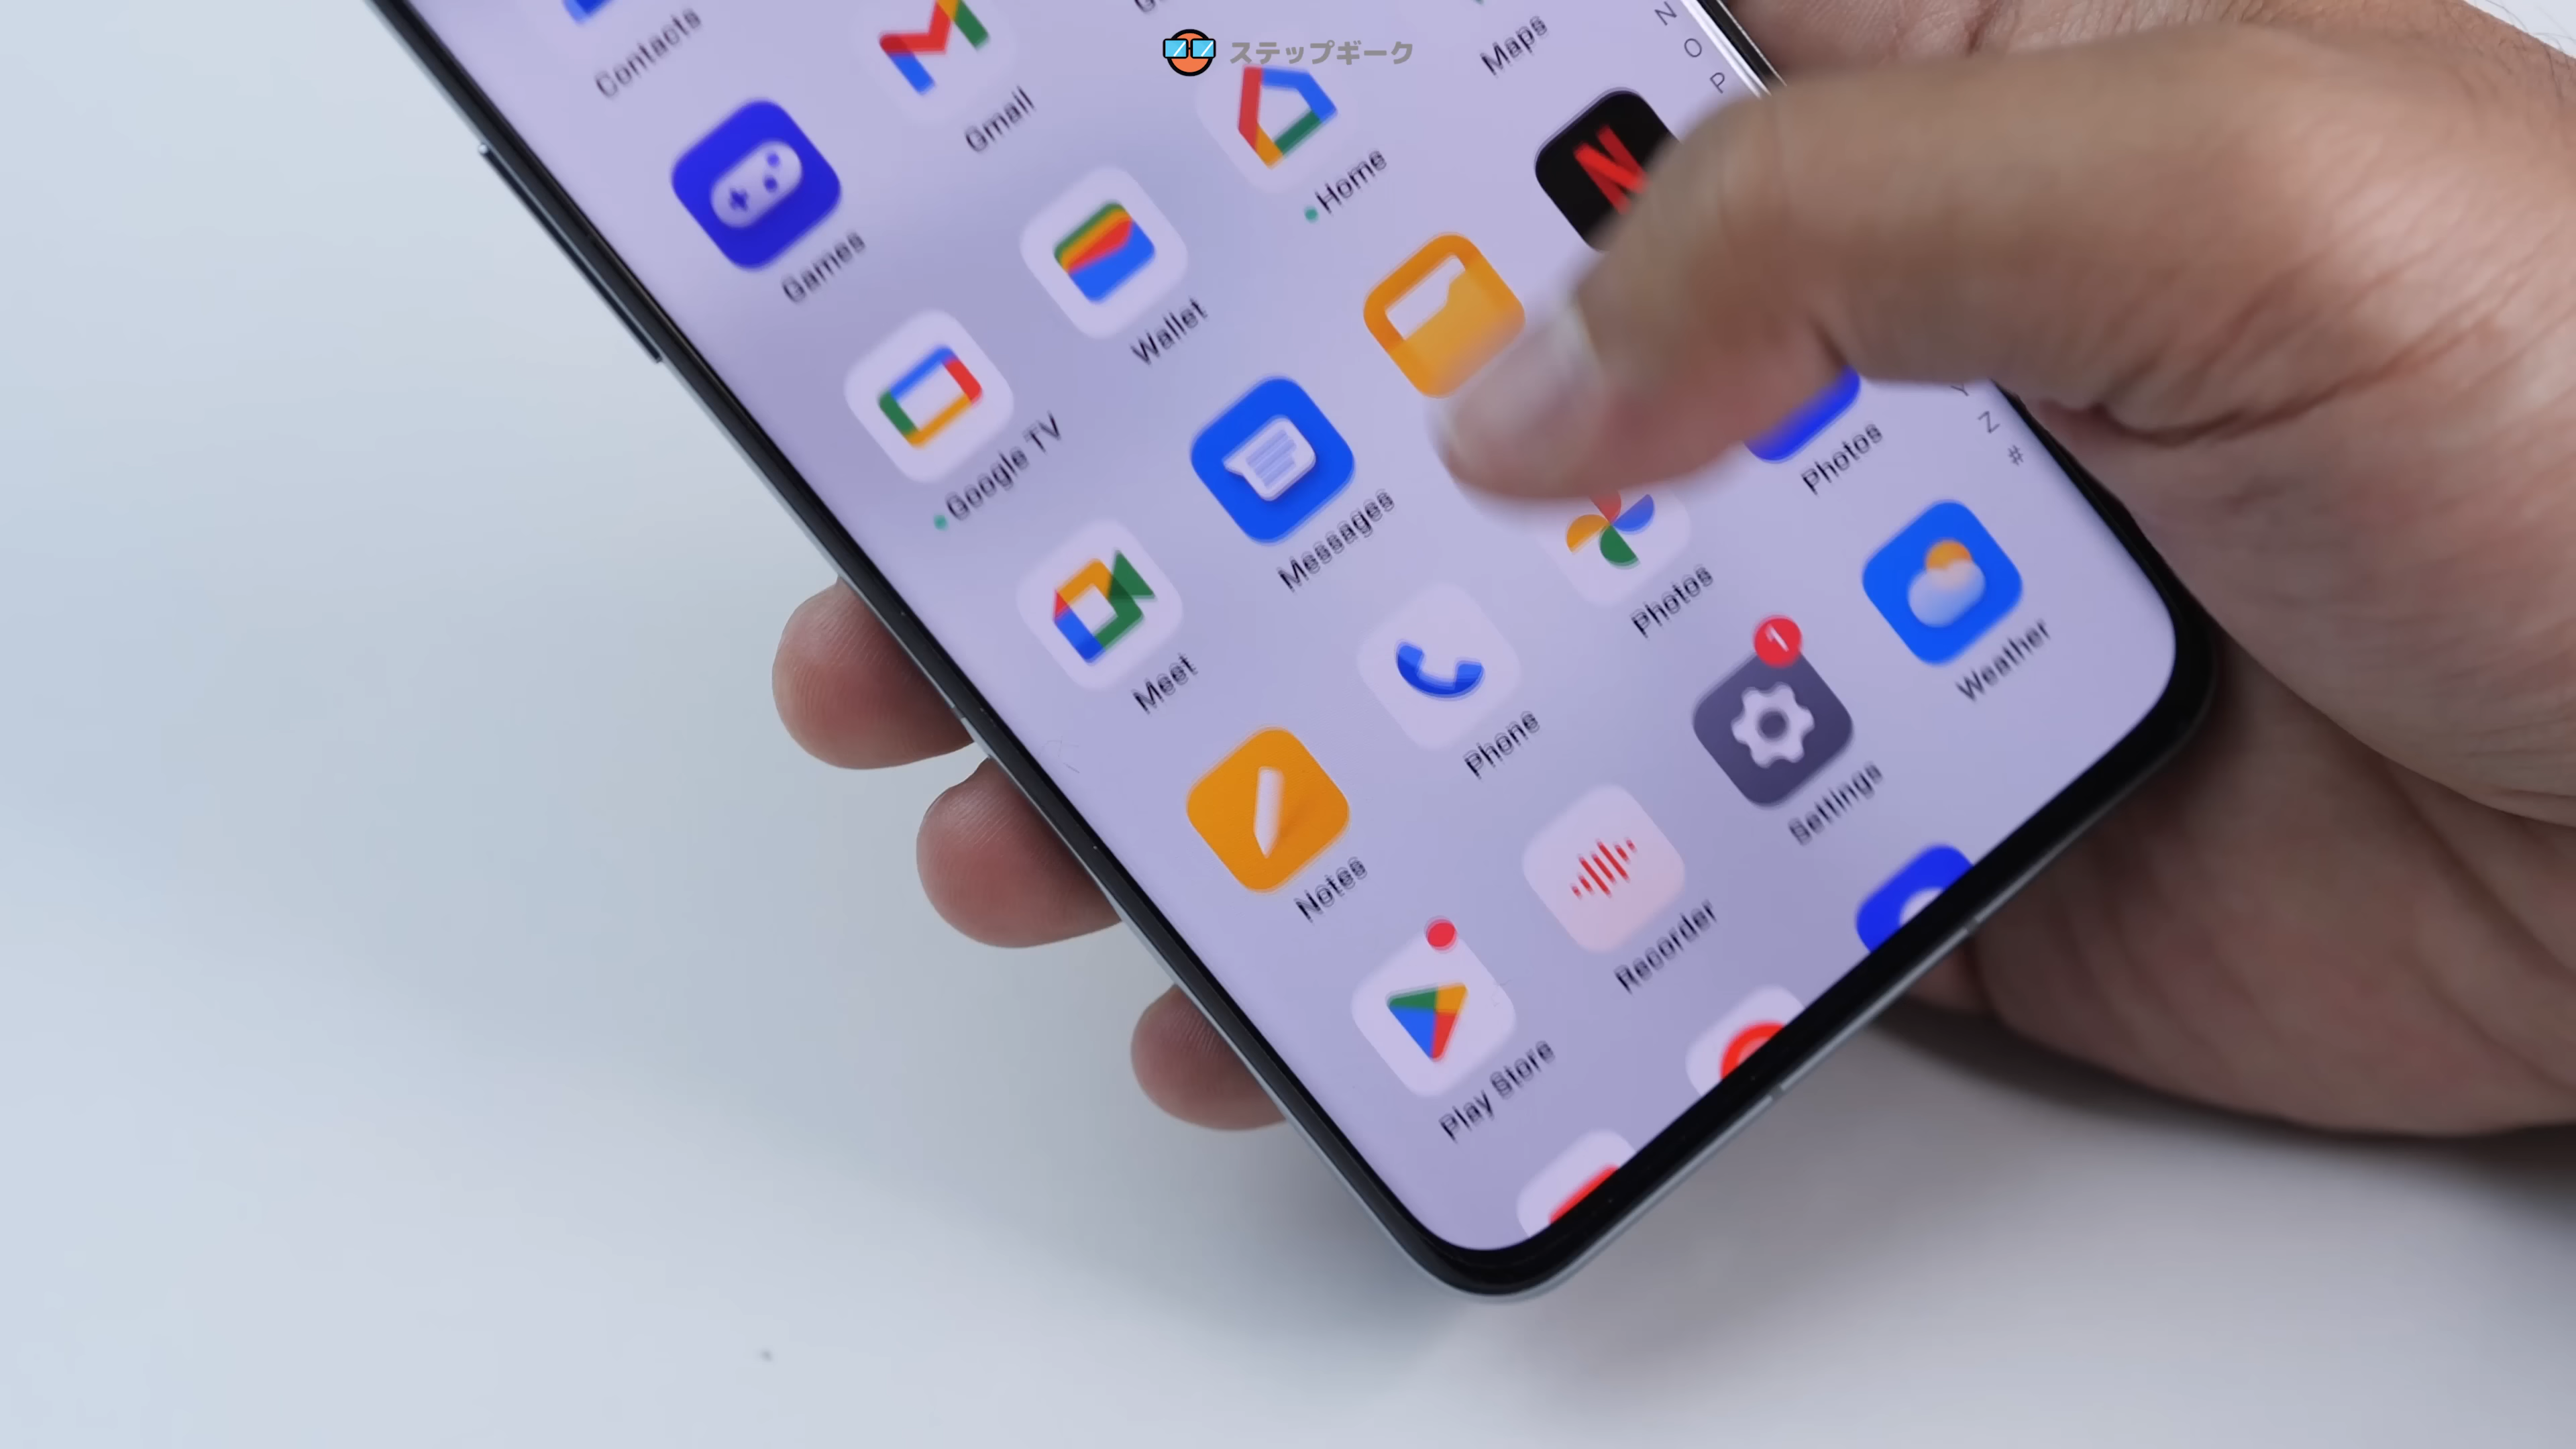 ステップギーク
Contacts
Gmail
Maps
N
O
P
Games
Wallet
Home
Google TV
Messages
Photos
Y
Z
#
Meet
Phone
Photos
Weather
Notes
Recorder
Settings
1
Play Store